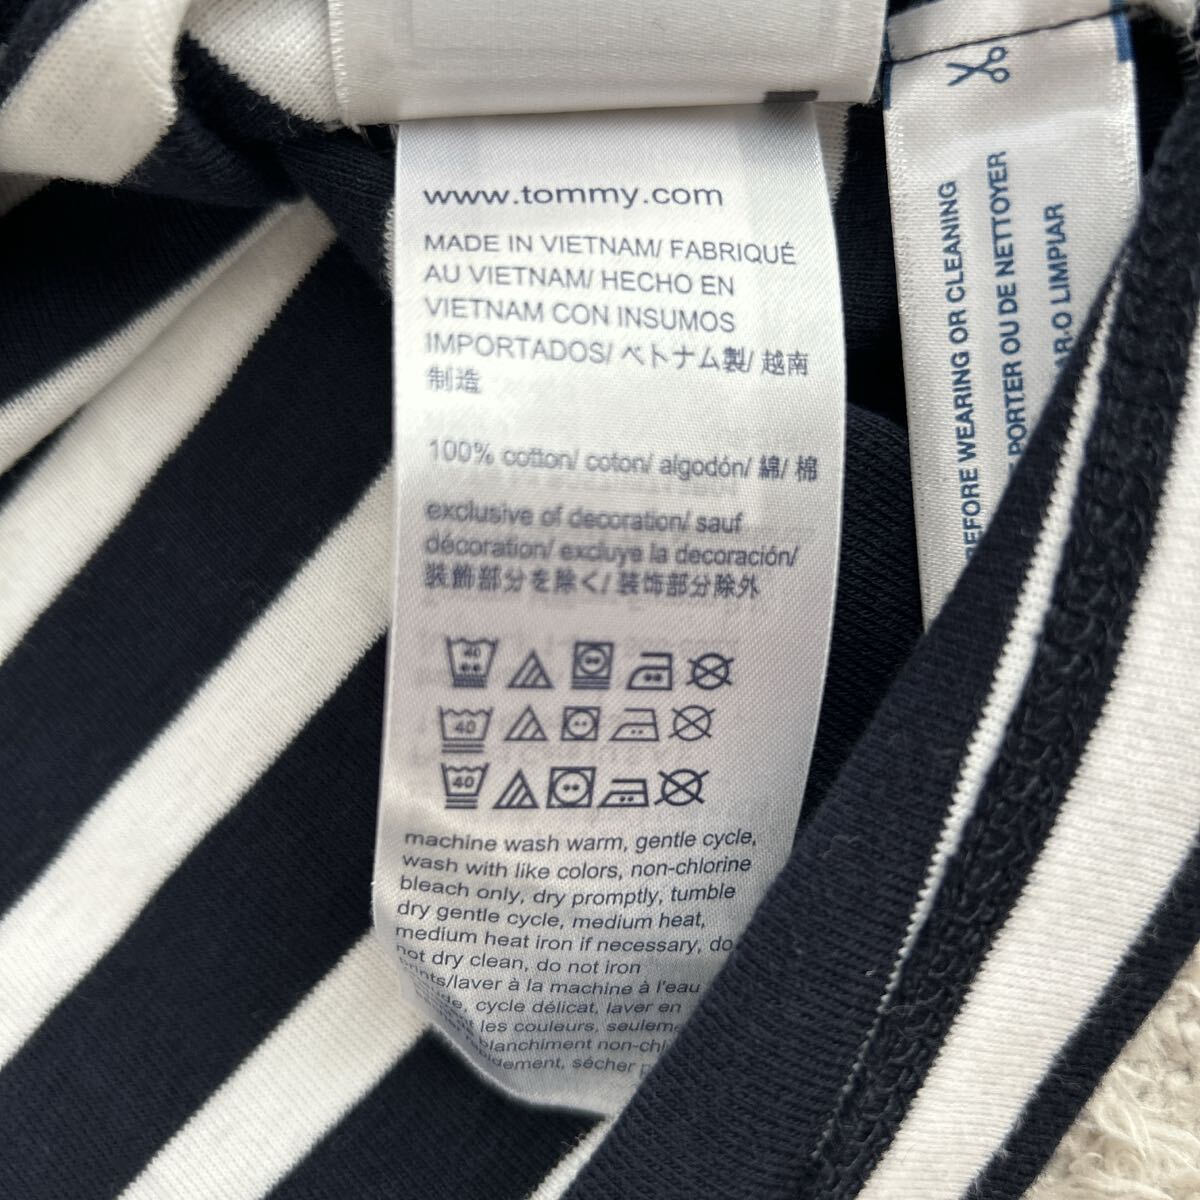 www.tommy.com
MADE IN VIETNAM/ FABRIQUÉ
AU VIETNAM/ HECHO EN
VIETNAM CON INSUMOS
IMPORTADOS/ ベトナム製/ 越南
制造
100% cotton/ coton/ algodón/ 綿/ 棉
exclusive of decoration/ sauf
décoration/ excluye la decoración/
装飾部分を除く/ 装饰部分除外
40
40
40
machine wash warm, gentle cycle,
wash with like colors, non-chlorine
bleach only, dry promptly, tumble
dry gentle cycle, medium heat,
medium heat iron if necessary, do
not dry clean, do not iron
prints/laver à la machine à l'eau
cycle délicat, laver en
les couleurs,
blanchiment
sécher
BEFORE WEARING OR CLEANING
PORTER OU DE NETTOYER
O LIMPIAR